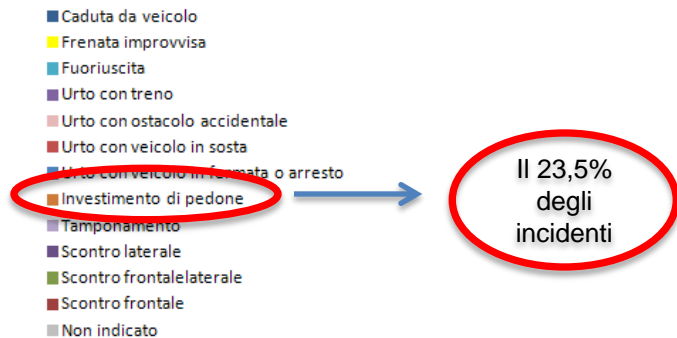 Caduta da veicolo
Frenata improvvisa
Fuoriuscita
Urto con treno
Urto con ostacolo accidentale
Urto con veicolo in sosta
Urto con veicolo in fermata o arresto
Investimento di pedone
Tamponamento
Scontro laterale
Scontro frontalelaterale
Scontro frontale
Non indicato
Il 23,5%
degli
incidenti